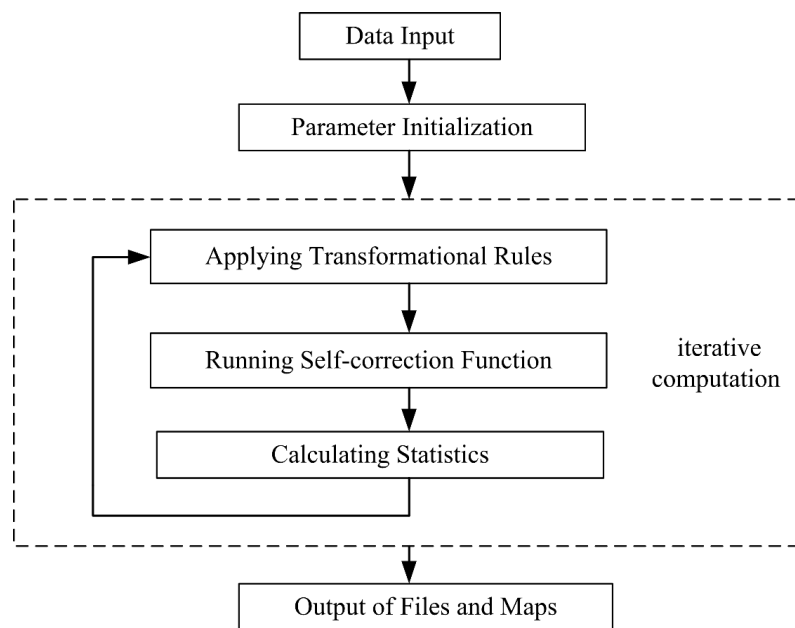 Data Input
Parameter Initialization
Applying Transformational Rules
Running Self-correction Function
iterative
computation
Calculating Statistics
Output of Files and Maps